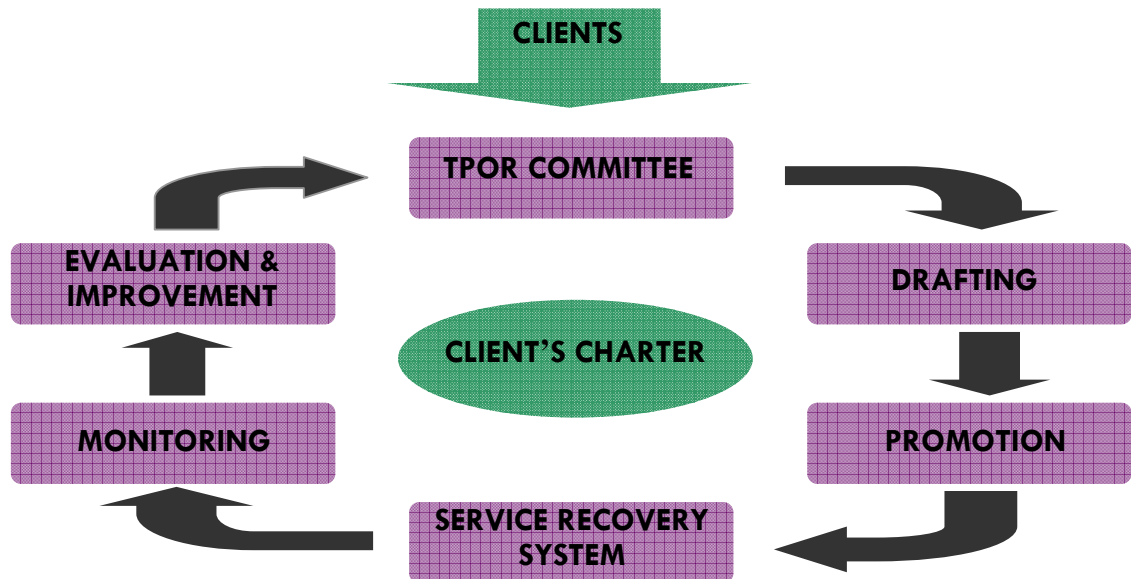 CLIENTS
TPOR COMMITTEE
EVALUATION &
IMPROVEMENT
DRAFTING
CLIENT’S CHARTER
MONITORING
PROMOTION
SERVICE RECOVERY
SYSTEM